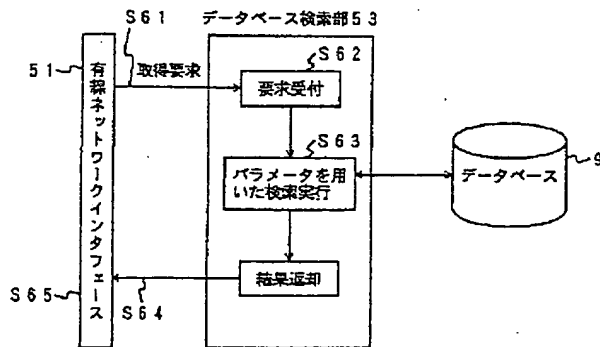 S61
データベース検索部53
51
取得要求
S62
要求受付
有線ネットワークインタフェース
S63
パラメータを用
いた検索実行
データベース
9
結果返却
S65
S64